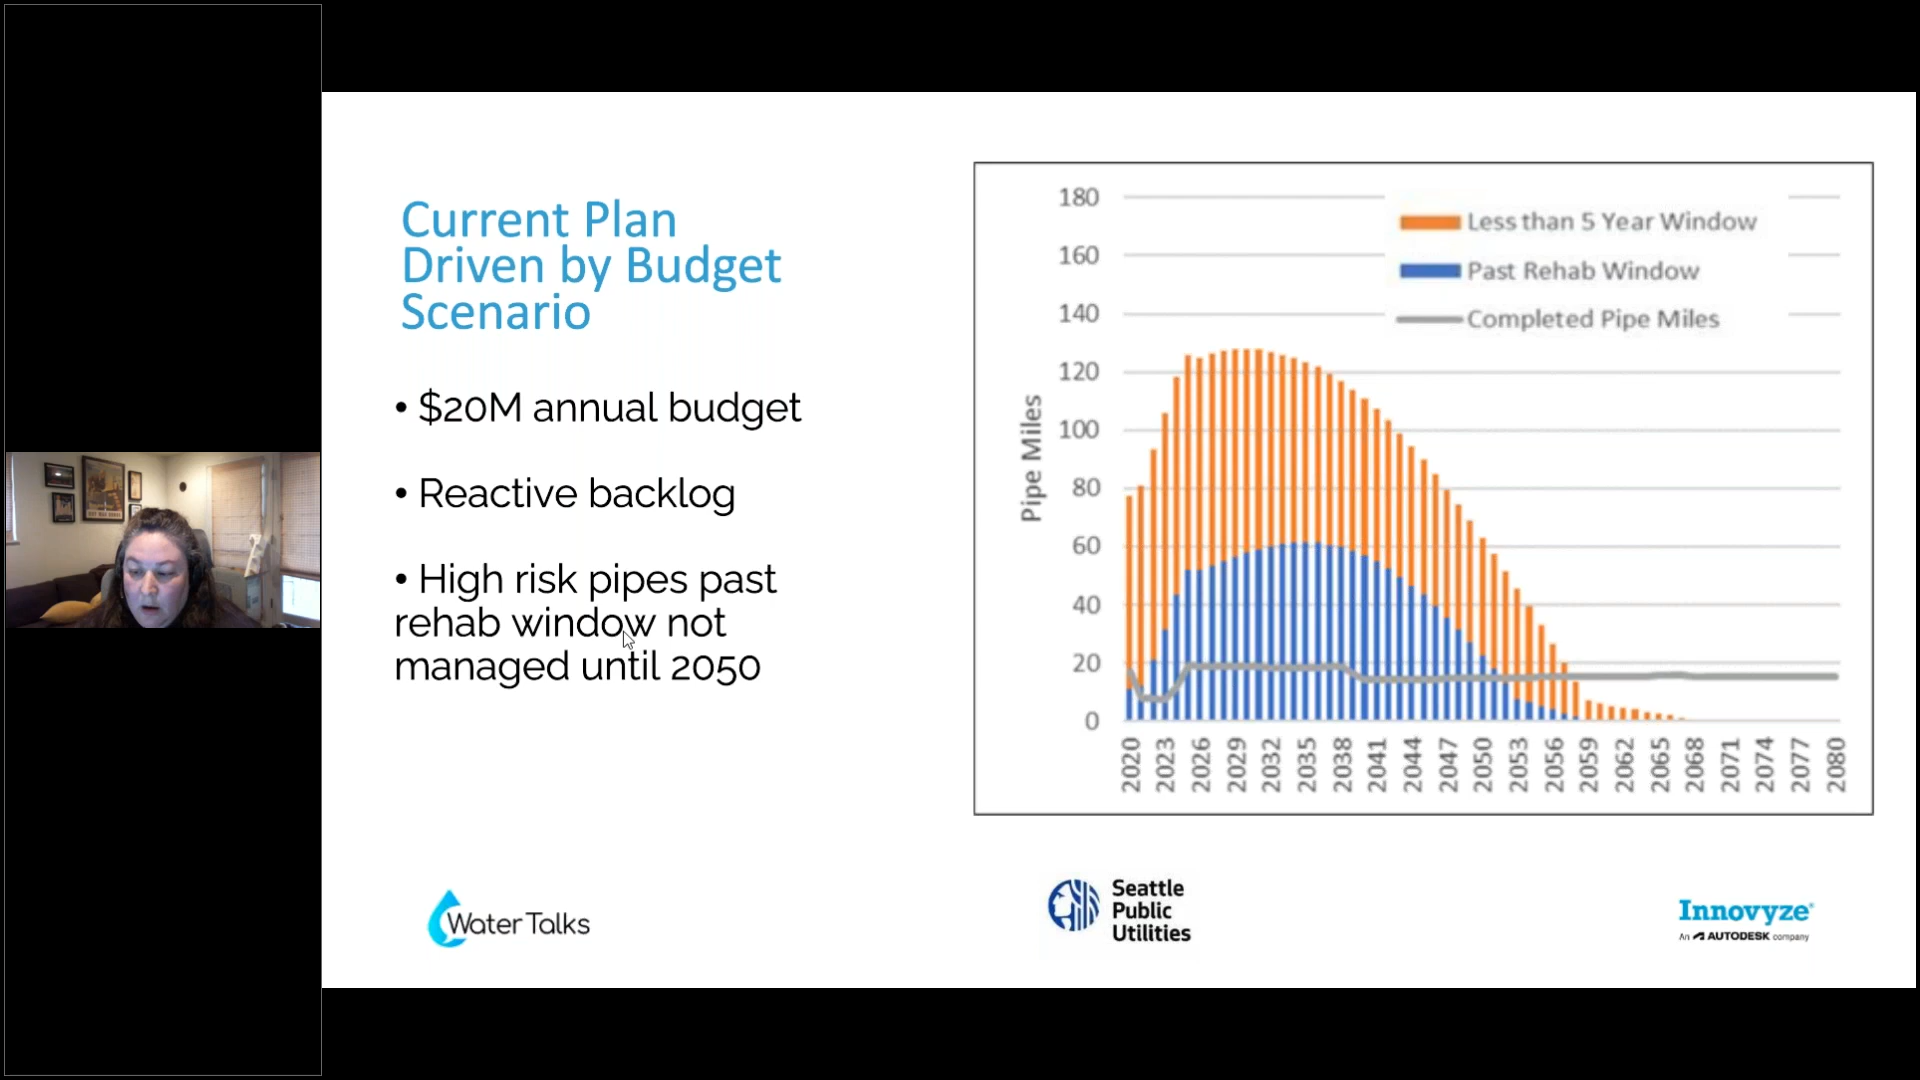 Current Plan
Driven by Budget
Scenario
• $20M annual budget
• Reactive backlog
• High risk pipes past
rehab window not
managed until 2050
180
160
140
120
100
80
60
40
20
0
Pipe Miles
Less than 5 Year Window
Past Rehab Window
Completed Pipe Miles
2020
2023
2026
2029
2032
2035
2038
2041
2044
2047
2050
2053
2056
2059
2062
2065
2068
2071
2074
2077
2080
Water Talks
Seattle
Public
Utilities
Innovyze®
An AUTODESK company